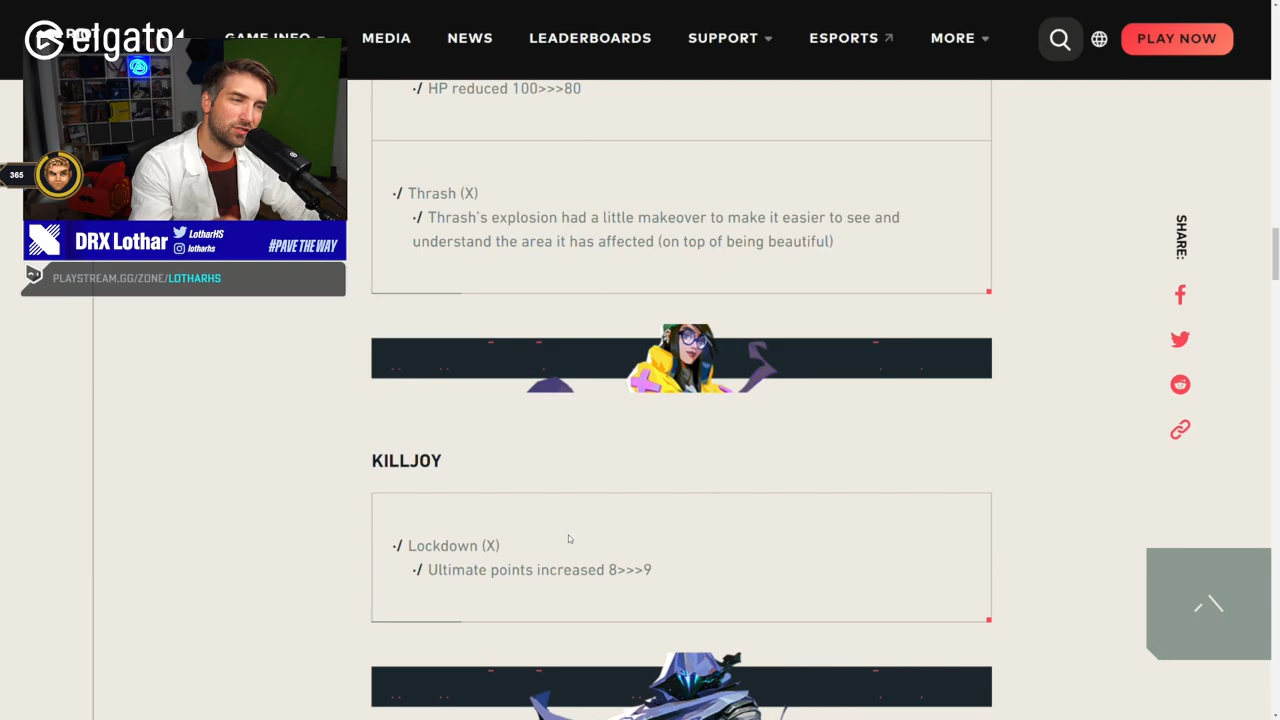 elgato
GAME INFO
MEDIA
NEWS
LEADERBOARDS
SUPPORT
ESPORTS
MORE
PLAY NOW
·/ HP reduced 100>>>80
365
·/ Thrash (X)
·/ Thrash's explosion had a little makeover to make it easier to see and
understand the area it has affected (on top of being beautiful)
DRX Lothar
LotharHS
lotharhs
#PAVE THE WAY
PLAYSTREAM.GG/ZONE/LOTHARHS
SHARE:
KILLJOY
·/ Lockdown (X)
·/ Ultimate points increased 8>>>9